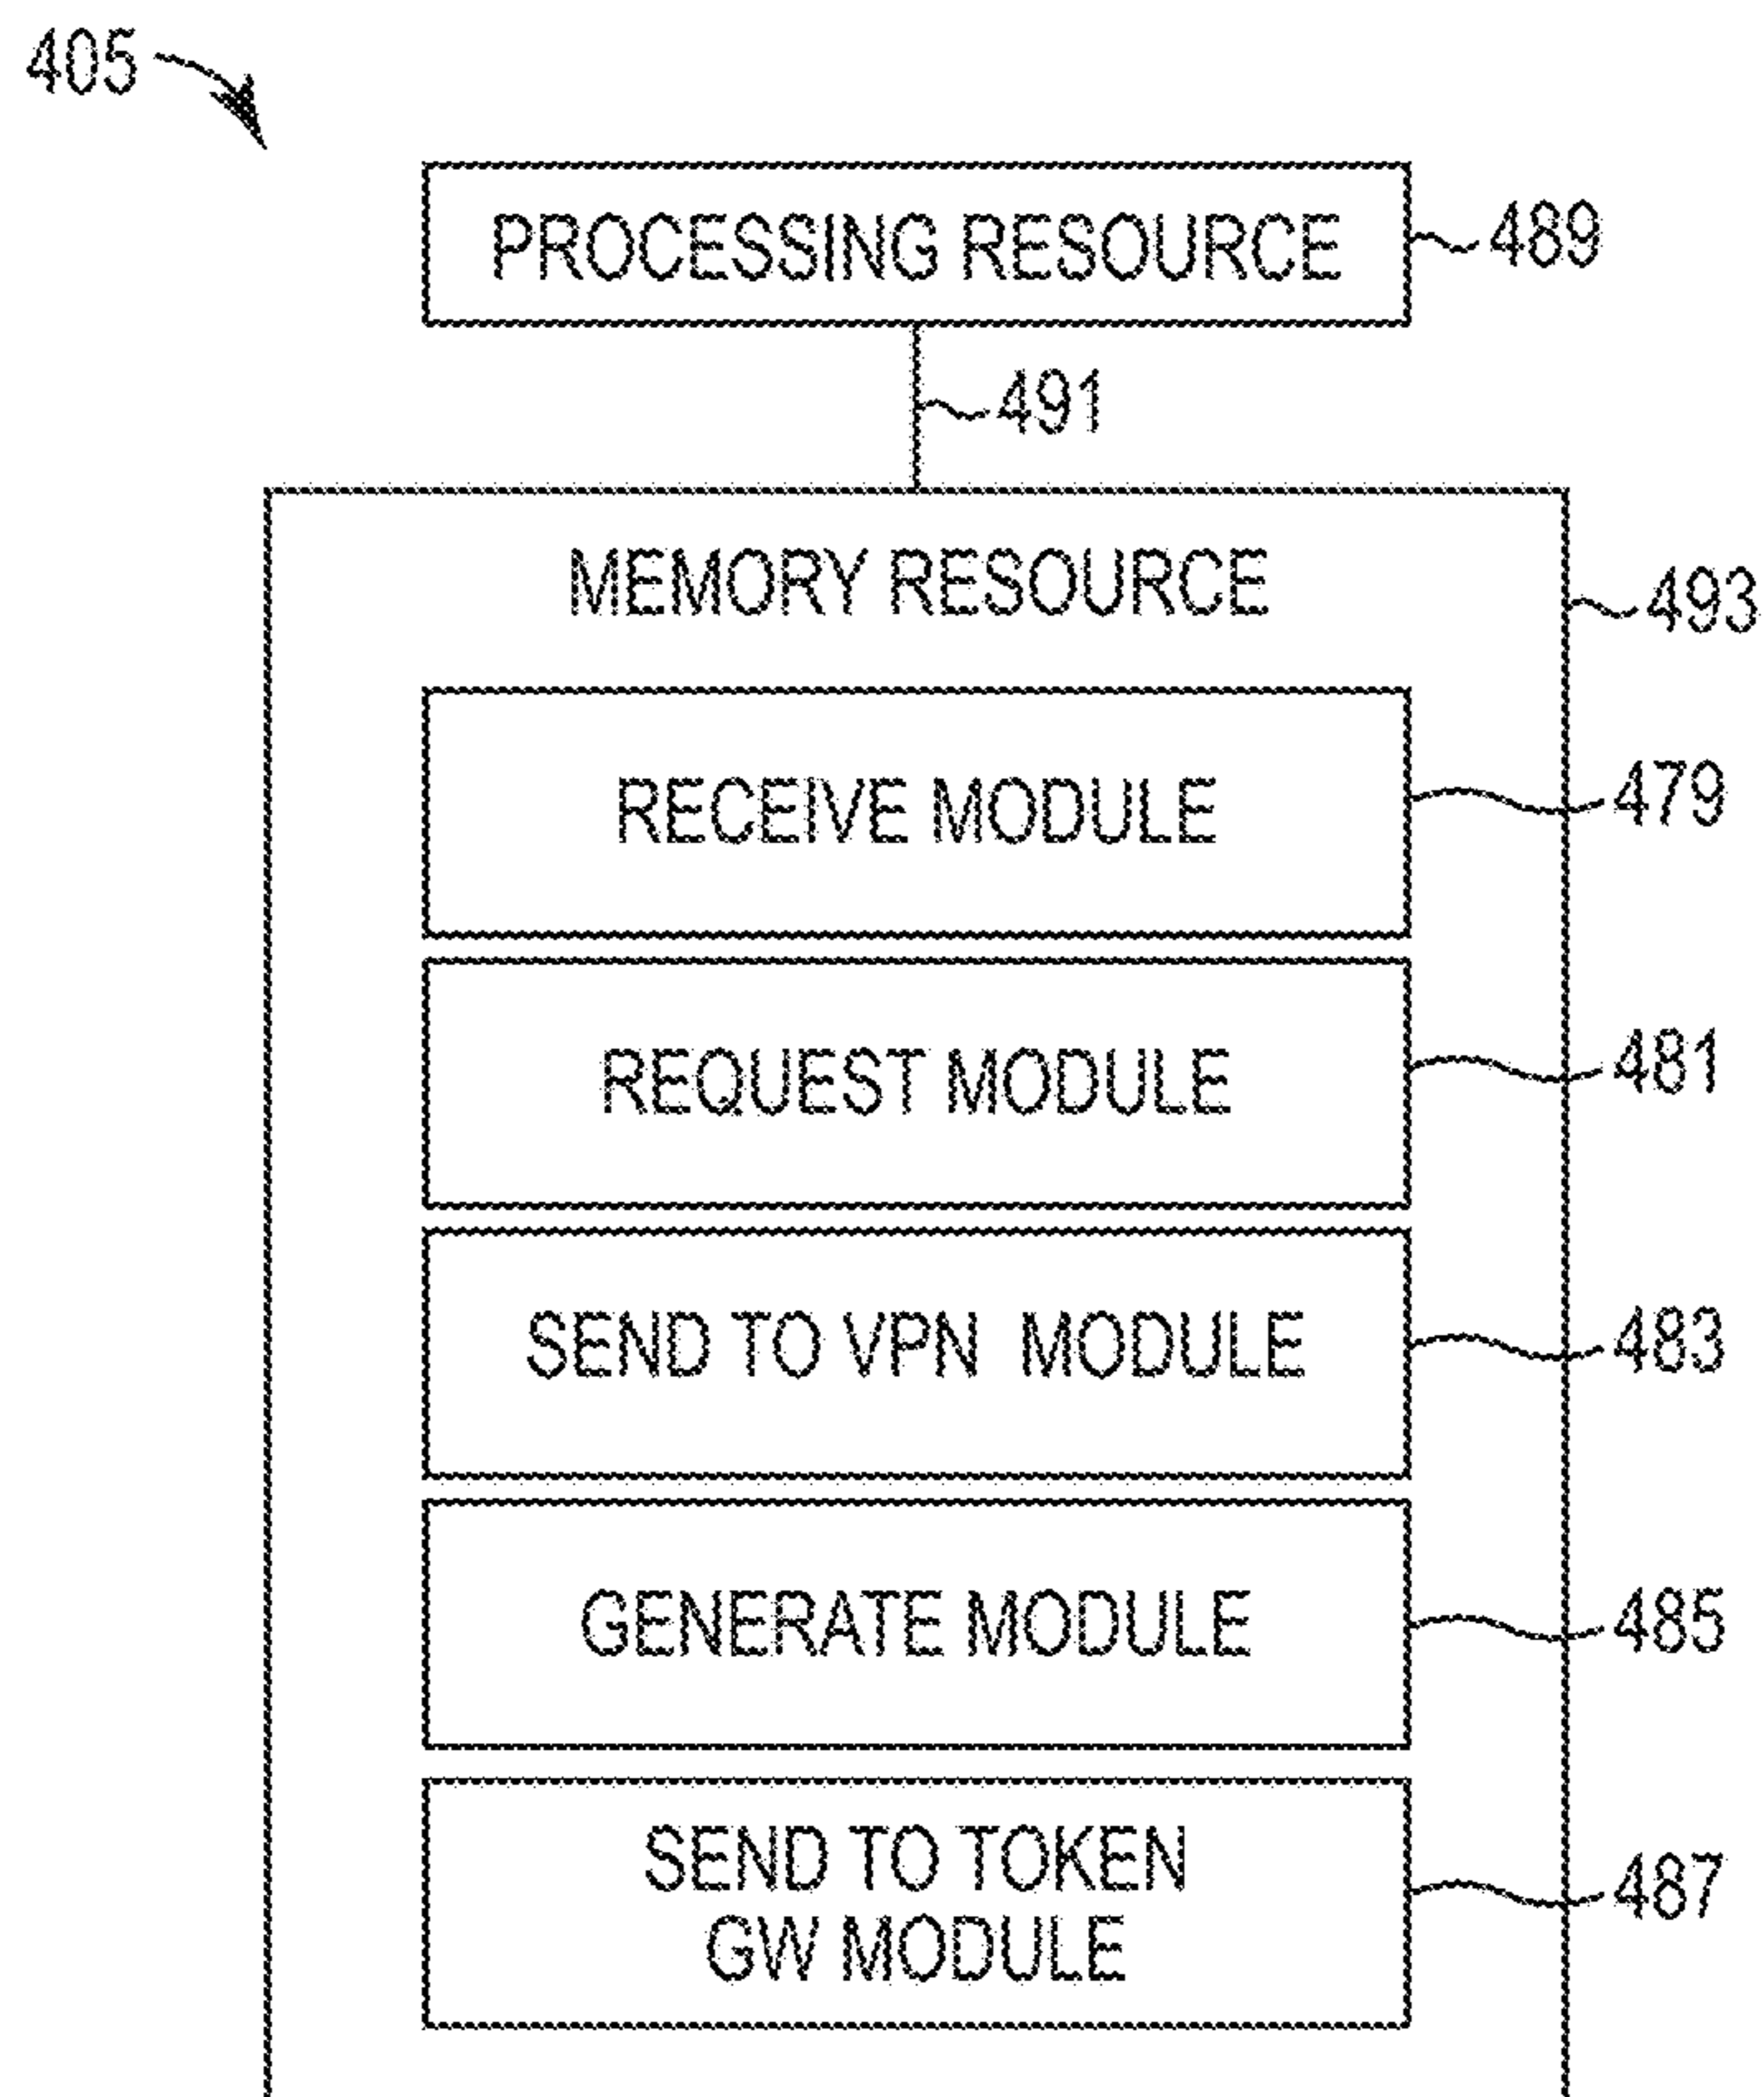 405
PROCESSING RESOURCE 489
491
MEMORY RESOURCE
493
RECEIVE MODULE 479
REQUEST MODULE 481
SEND TO VPN MODULE 483
GENERATE MODULE 485
SEND TO TOKEN
GW MODULE
487